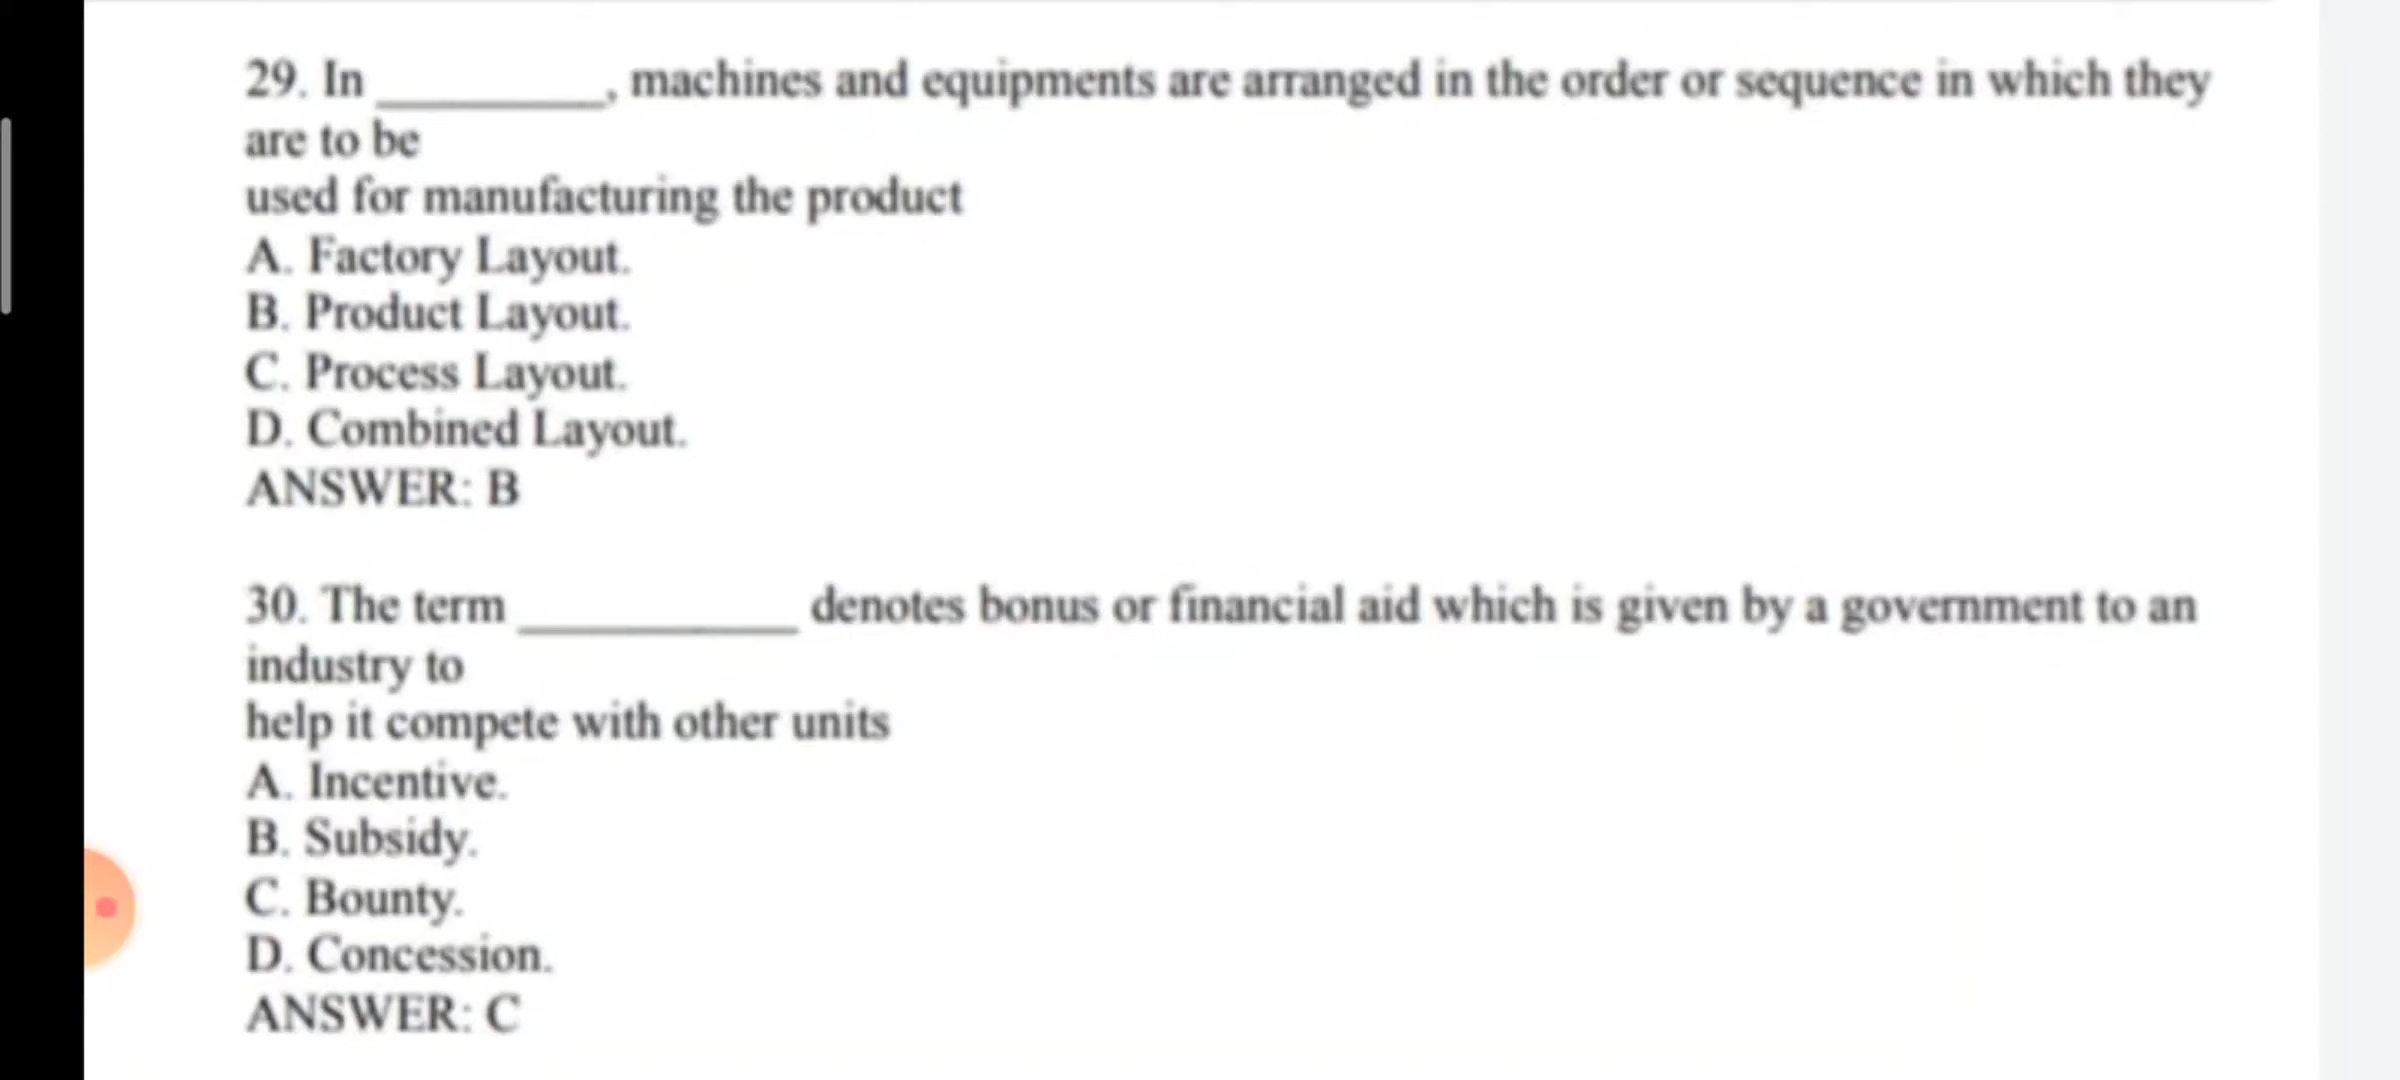 29. In _________, machines and equipments are arranged in the order or sequence in which they
are to be
used for manufacturing the product
A. Factory Layout.
B. Product Layout.
C. Process Layout.
D. Combined Layout.
ANSWER: B
30. The term ___________ denotes bonus or financial aid which is given by a government to an
industry to
help it compete with other units
A. Incentive.
B. Subsidy.
C. Bounty.
D. Concession.
ANSWER: C